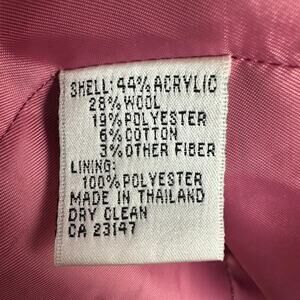 SHELL: 44% ACRYLIC
28% WOOL
19% POLYESTER
6% COTTON
3% OTHER FIBER
LINING:
100% POLYESTER
MADE IN THAILAND
DRY CLEAN
CA 23147